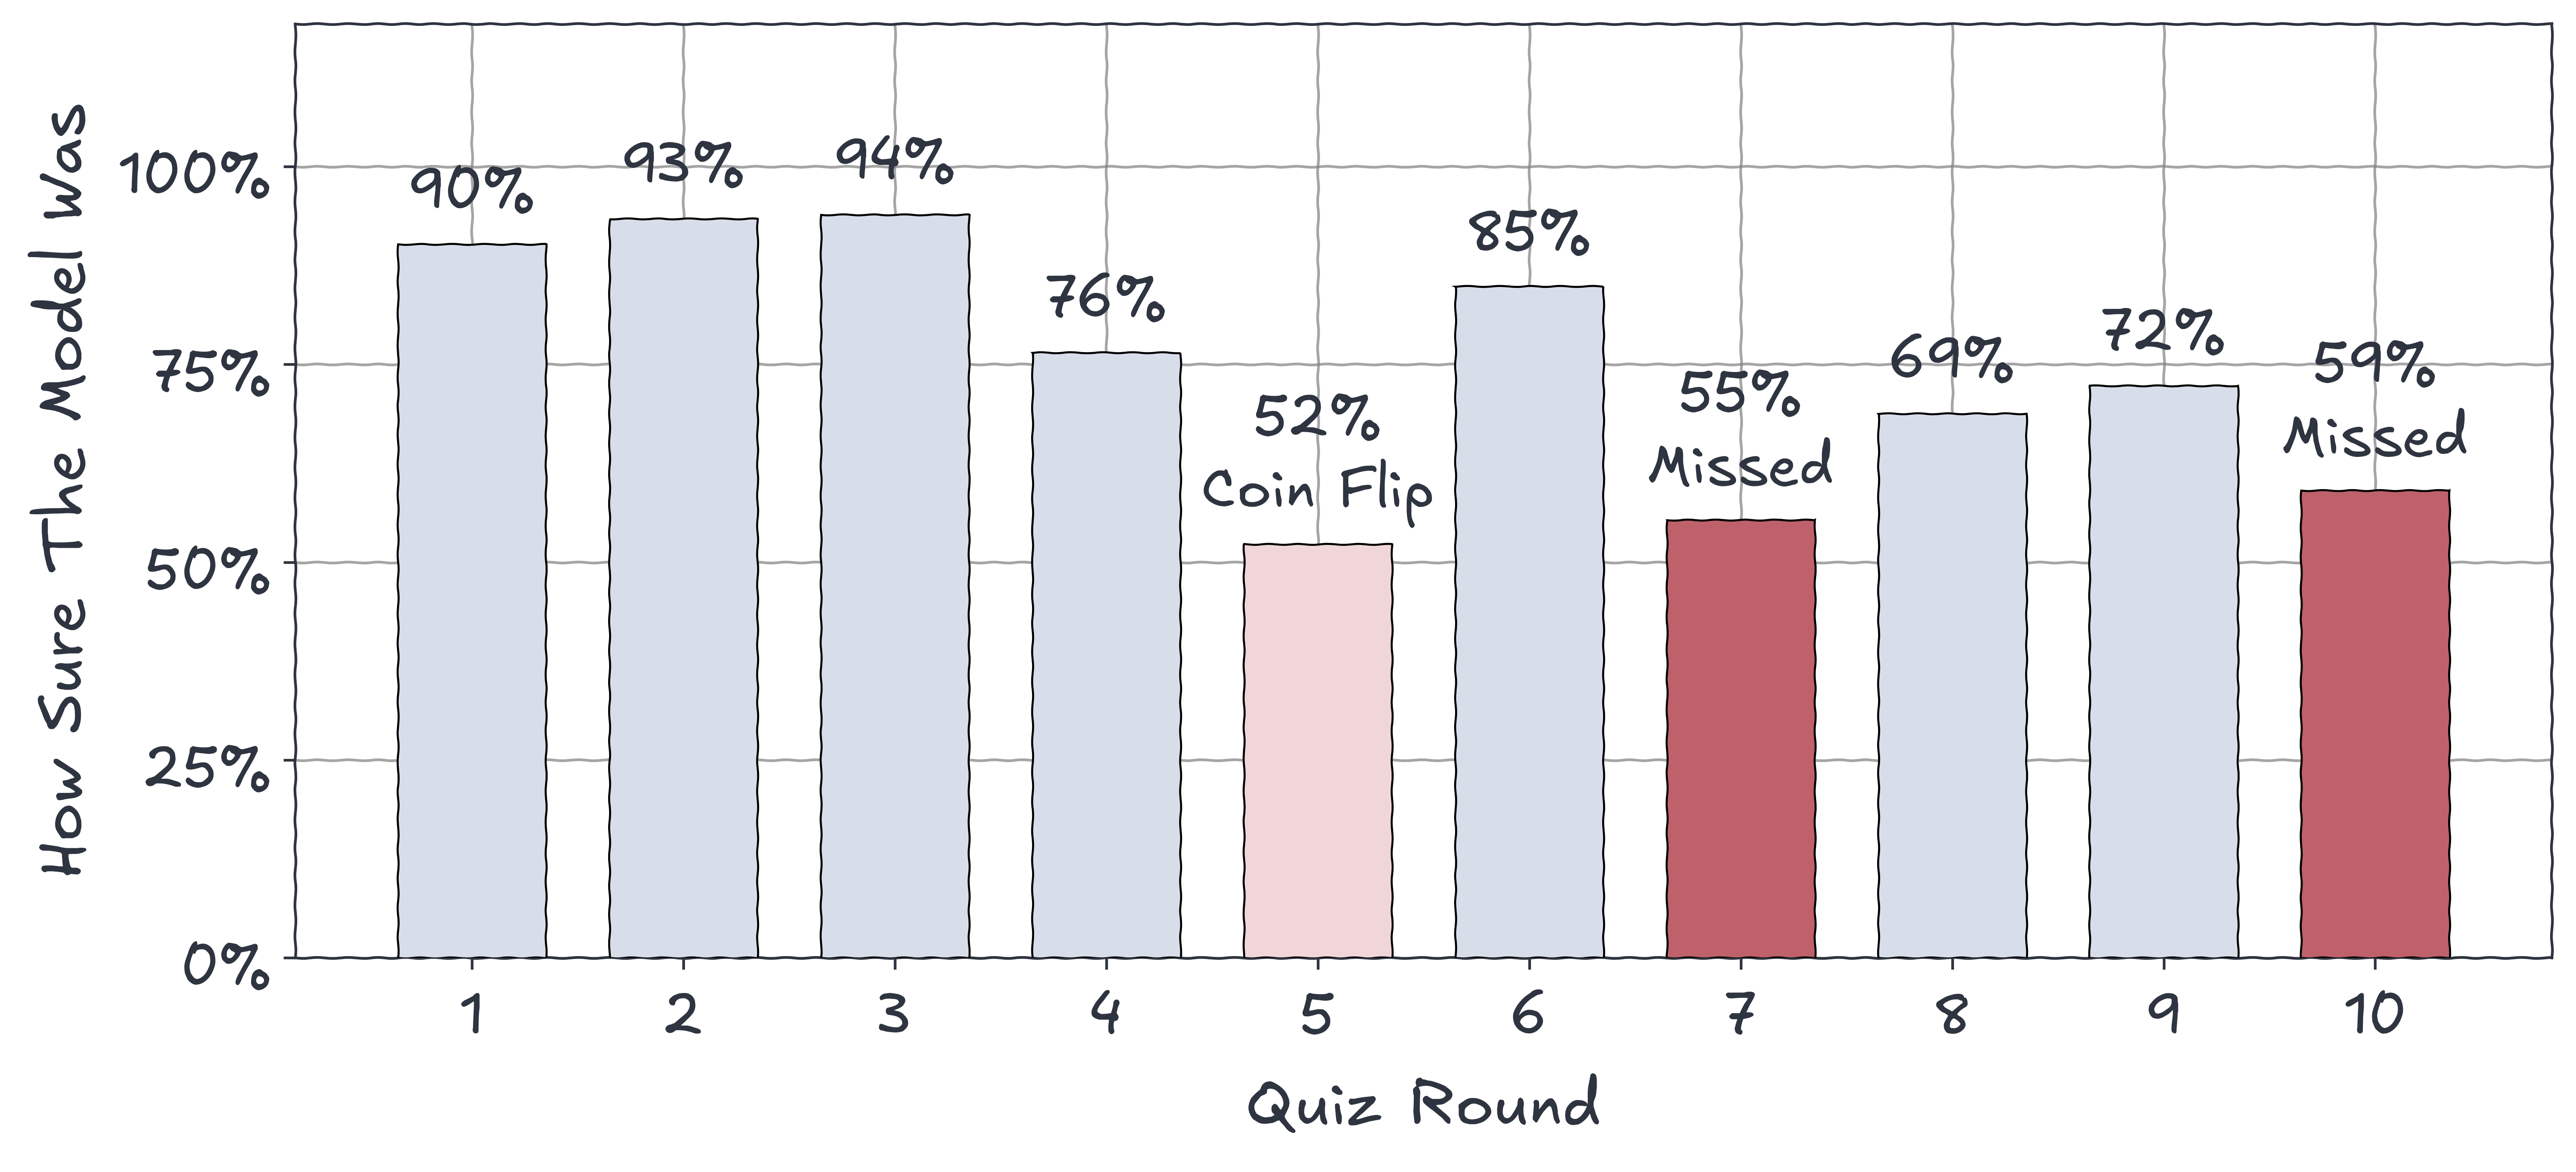 How Sure The Model Was
100%
75%
50%
25%
0%
90%
93%
94%
76%
52%
Coin Flip
85%
55%
Missed
69%
72%
59%
Missed
1 2 3 4 5 6 7 8 9 10
Quiz Round